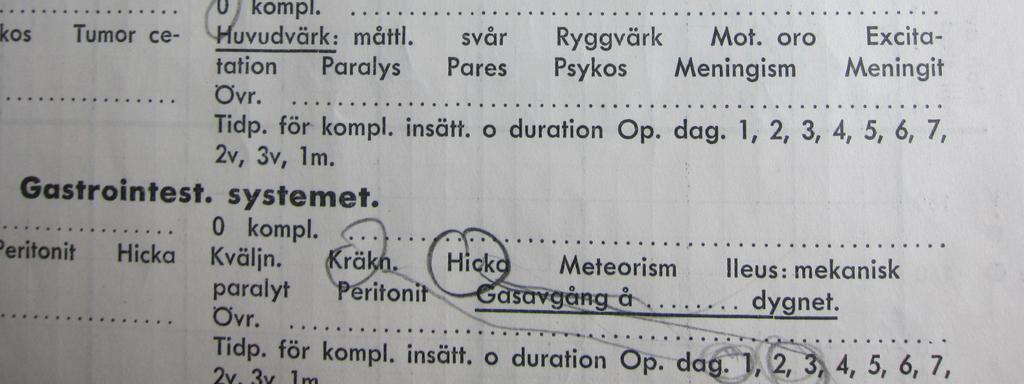 0 kompl. ........................................
kos Tumor ce- Huvudvärk: måttl. svår Ryggvärk Mot. oro Excita-
tation Paralys Pares Psykos Meningism Meningit
Övr. ........................................
Tidp. för kompl. insätt. o duration Op. dag. 1, 2, 3, 4, 5, 6, 7,
2v, 3v, 1m.
Gastrointest. systemet.
0 kompl. ........................................
Peritonit Hicka Kväljn. Kräkn. Hicka Meteorism Ileus: mekanisk
paralyt Peritonit Gasavgång å ........ dygnet.
Övr. ........................................
Tidp. för kompl. insätt. o duration Op. dag. 1, 2, 3, 4, 5, 6, 7,
2v, 3v, 1m